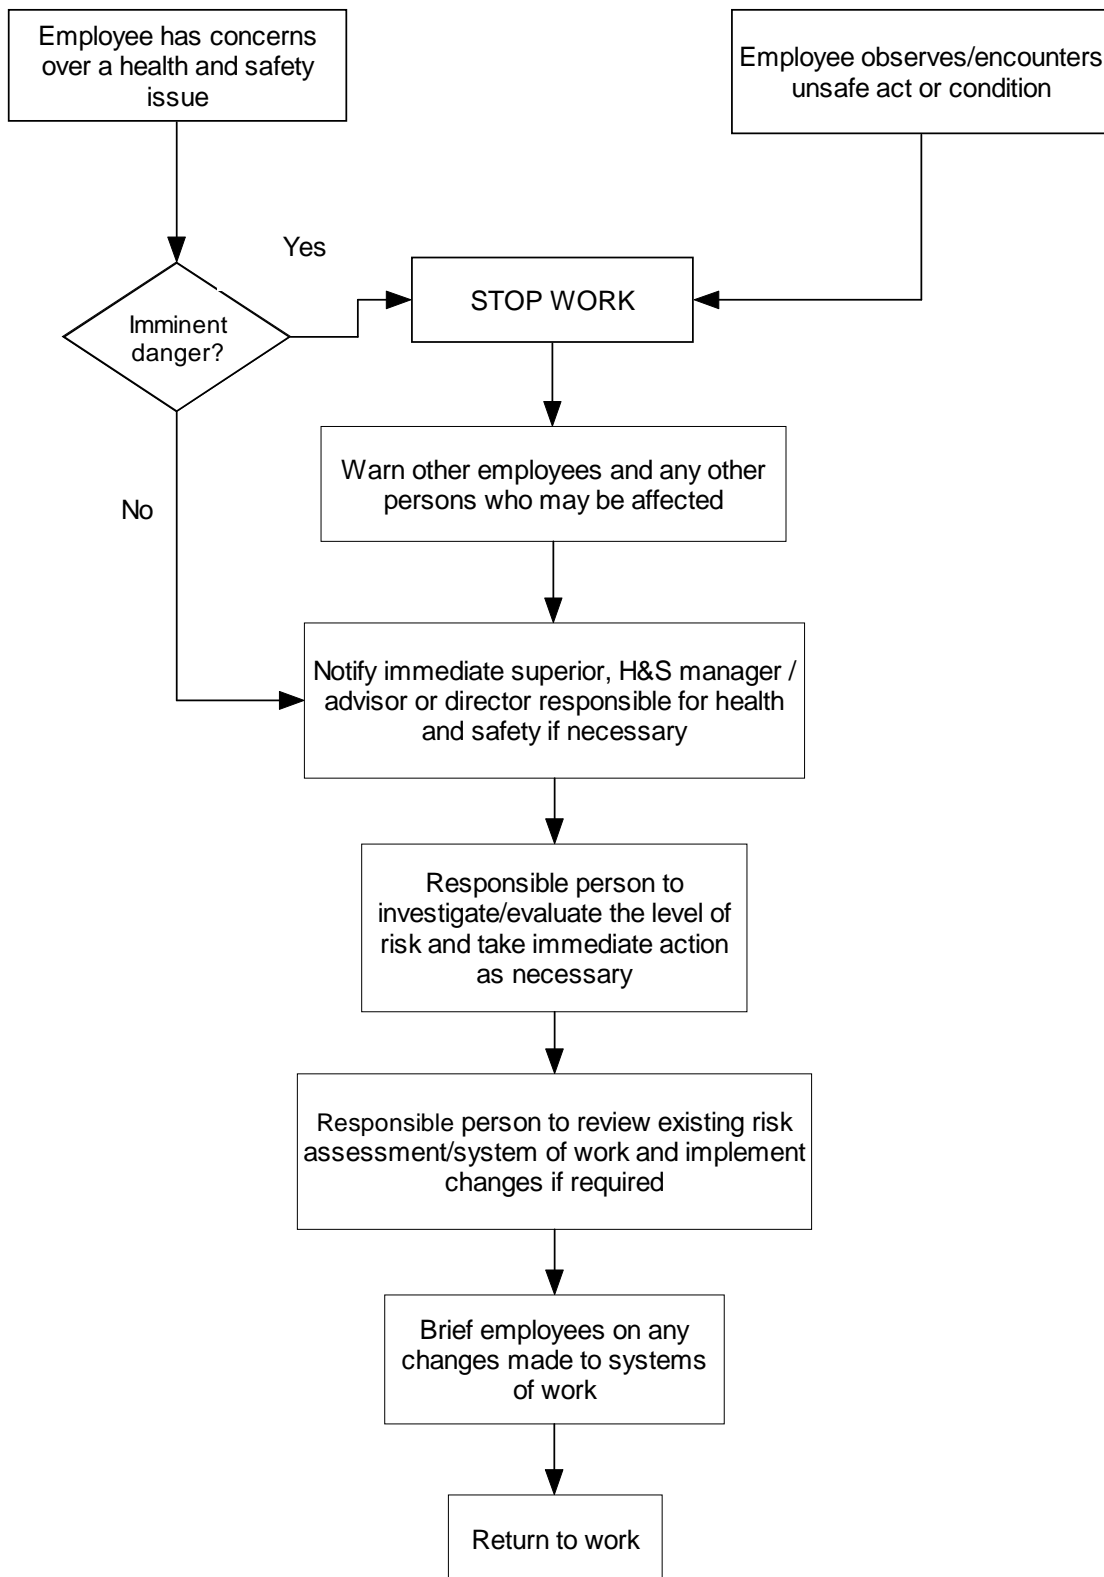 Employee has concerns
over a health and safety
issue
Employee observes/encounters
unsafe act or condition
Yes
STOP WORK
Imminent
danger?
Warn other employees and any other
persons who may be affected
No
Notify immediate superior, H&S manager /
advisor or director responsible for health
and safety if necessary
Responsible person to
investigate/evaluate the level of
risk and take immediate action
as necessary
Responsible person to review existing risk
assessment/system of work and implement
changes if required
Brief employees on any
changes made to systems
of work
Return to work